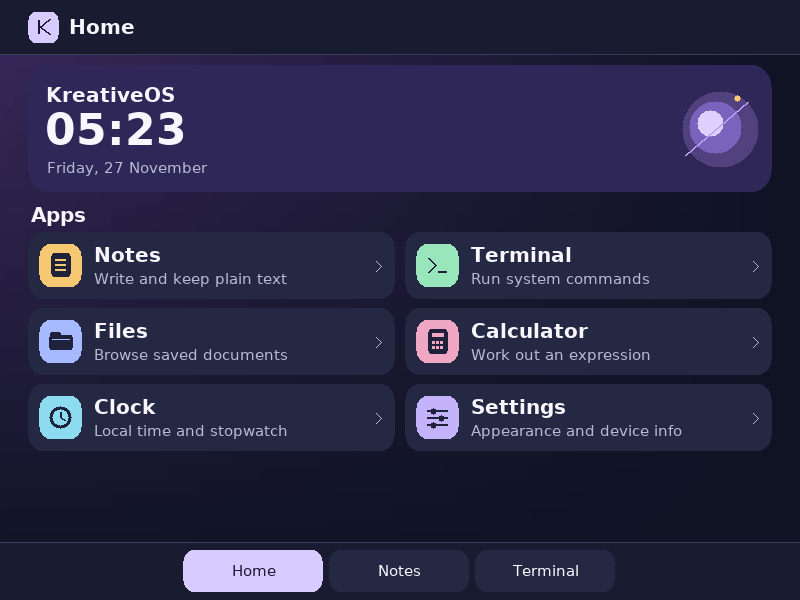 K Home
KreativeOS
05:23
Friday, 27 November
Apps
Notes
Write and keep plain text
Terminal
Run system commands
Files
Browse saved documents
Calculator
Work out an expression
Clock
Local time and stopwatch
Settings
Appearance and device info
Home Notes Terminal